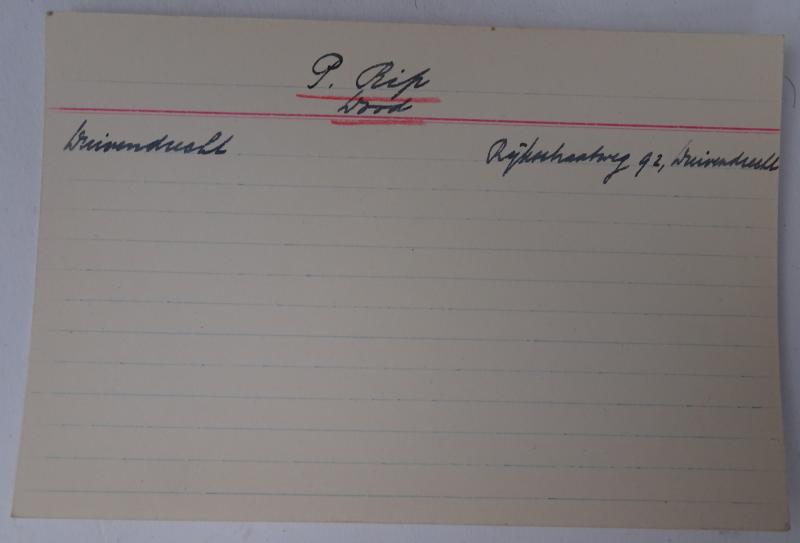 P. Rip
Dood
Duivendrecht
Rijksstraatweg 92, Duivendrecht